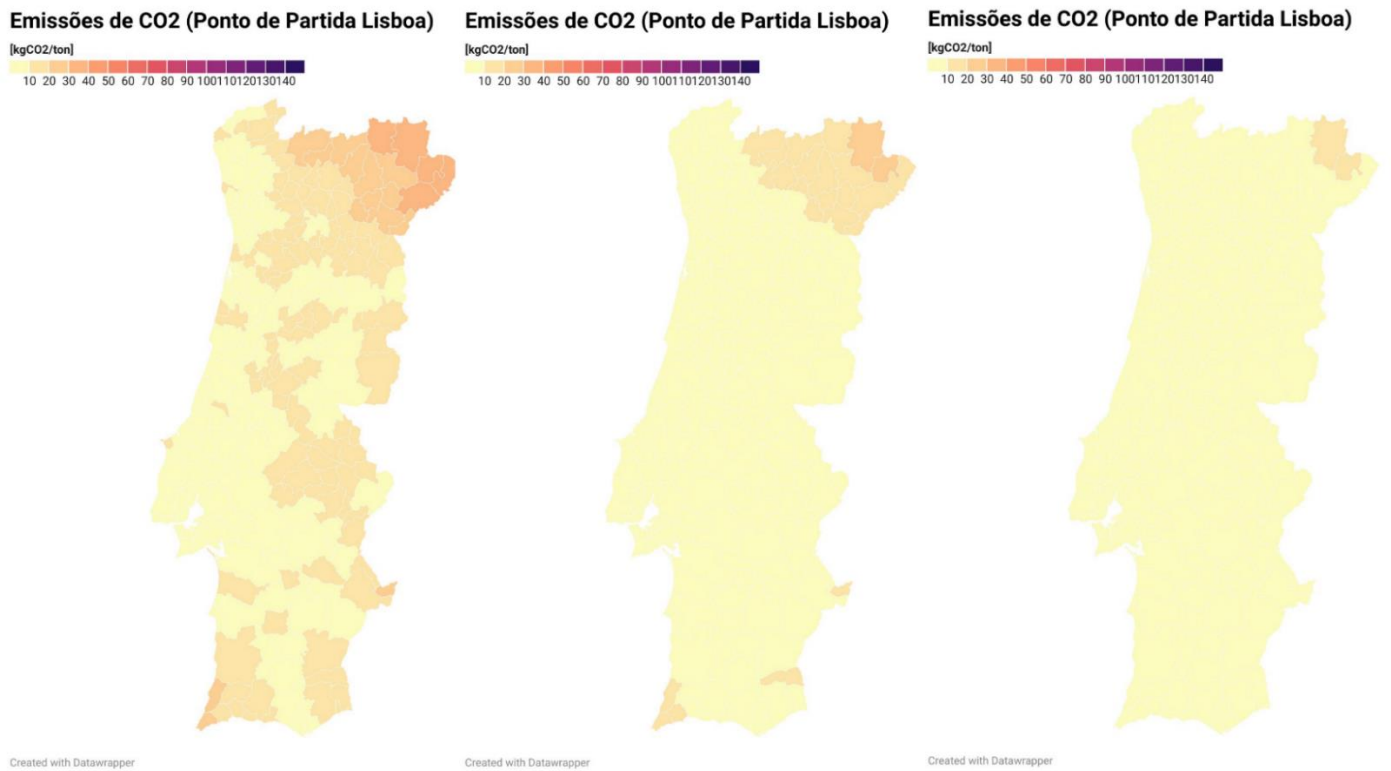 Emissões de CO2 (Ponto de Partida Lisboa)
[kgCO2/ton]
10 20 30 40 50 60 70 80 90 100110120130140
Created with Datawrapper
Emissões de CO2 (Ponto de Partida Lisboa)
[kgCO2/ton]
10 20 30 40 50 60 70 80 90 100110120130140
Created with Datawrapper
Emissões de CO2 (Ponto de Partida Lisboa)
[kgCO2/ton]
10 20 30 40 50 60 70 80 90 100110120130140
Created with Datawrapper